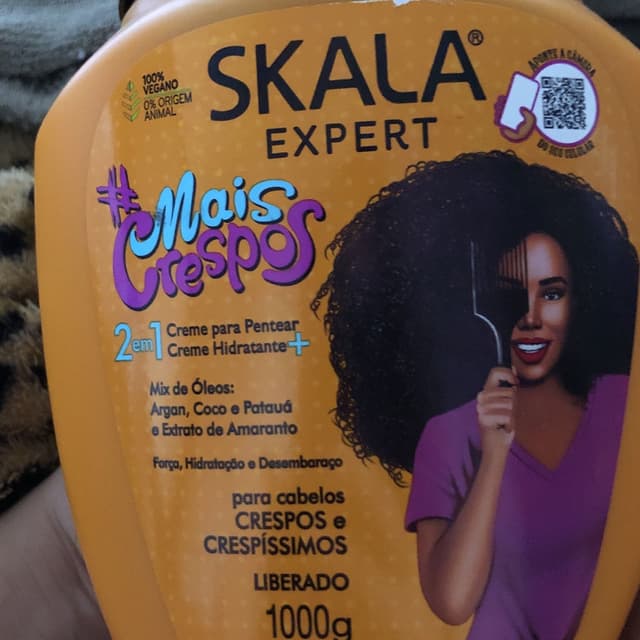 100%
VEGANO
0% ORIGEM
ANIMAL
SKALA®
EXPERT
APONTE A CÂMERA
DO SEU CELULAR
#Mais
Crespos
2em1 Creme para Pentear
Creme Hidratante+
Mix de Óleos:
Argan, Coco e Patauá
e Extrato de Amaranto
Força, Hidratação e Desembaraço
para cabelos
CRESPOS e
CRESPÍSSIMOS
LIBERADO
1000g